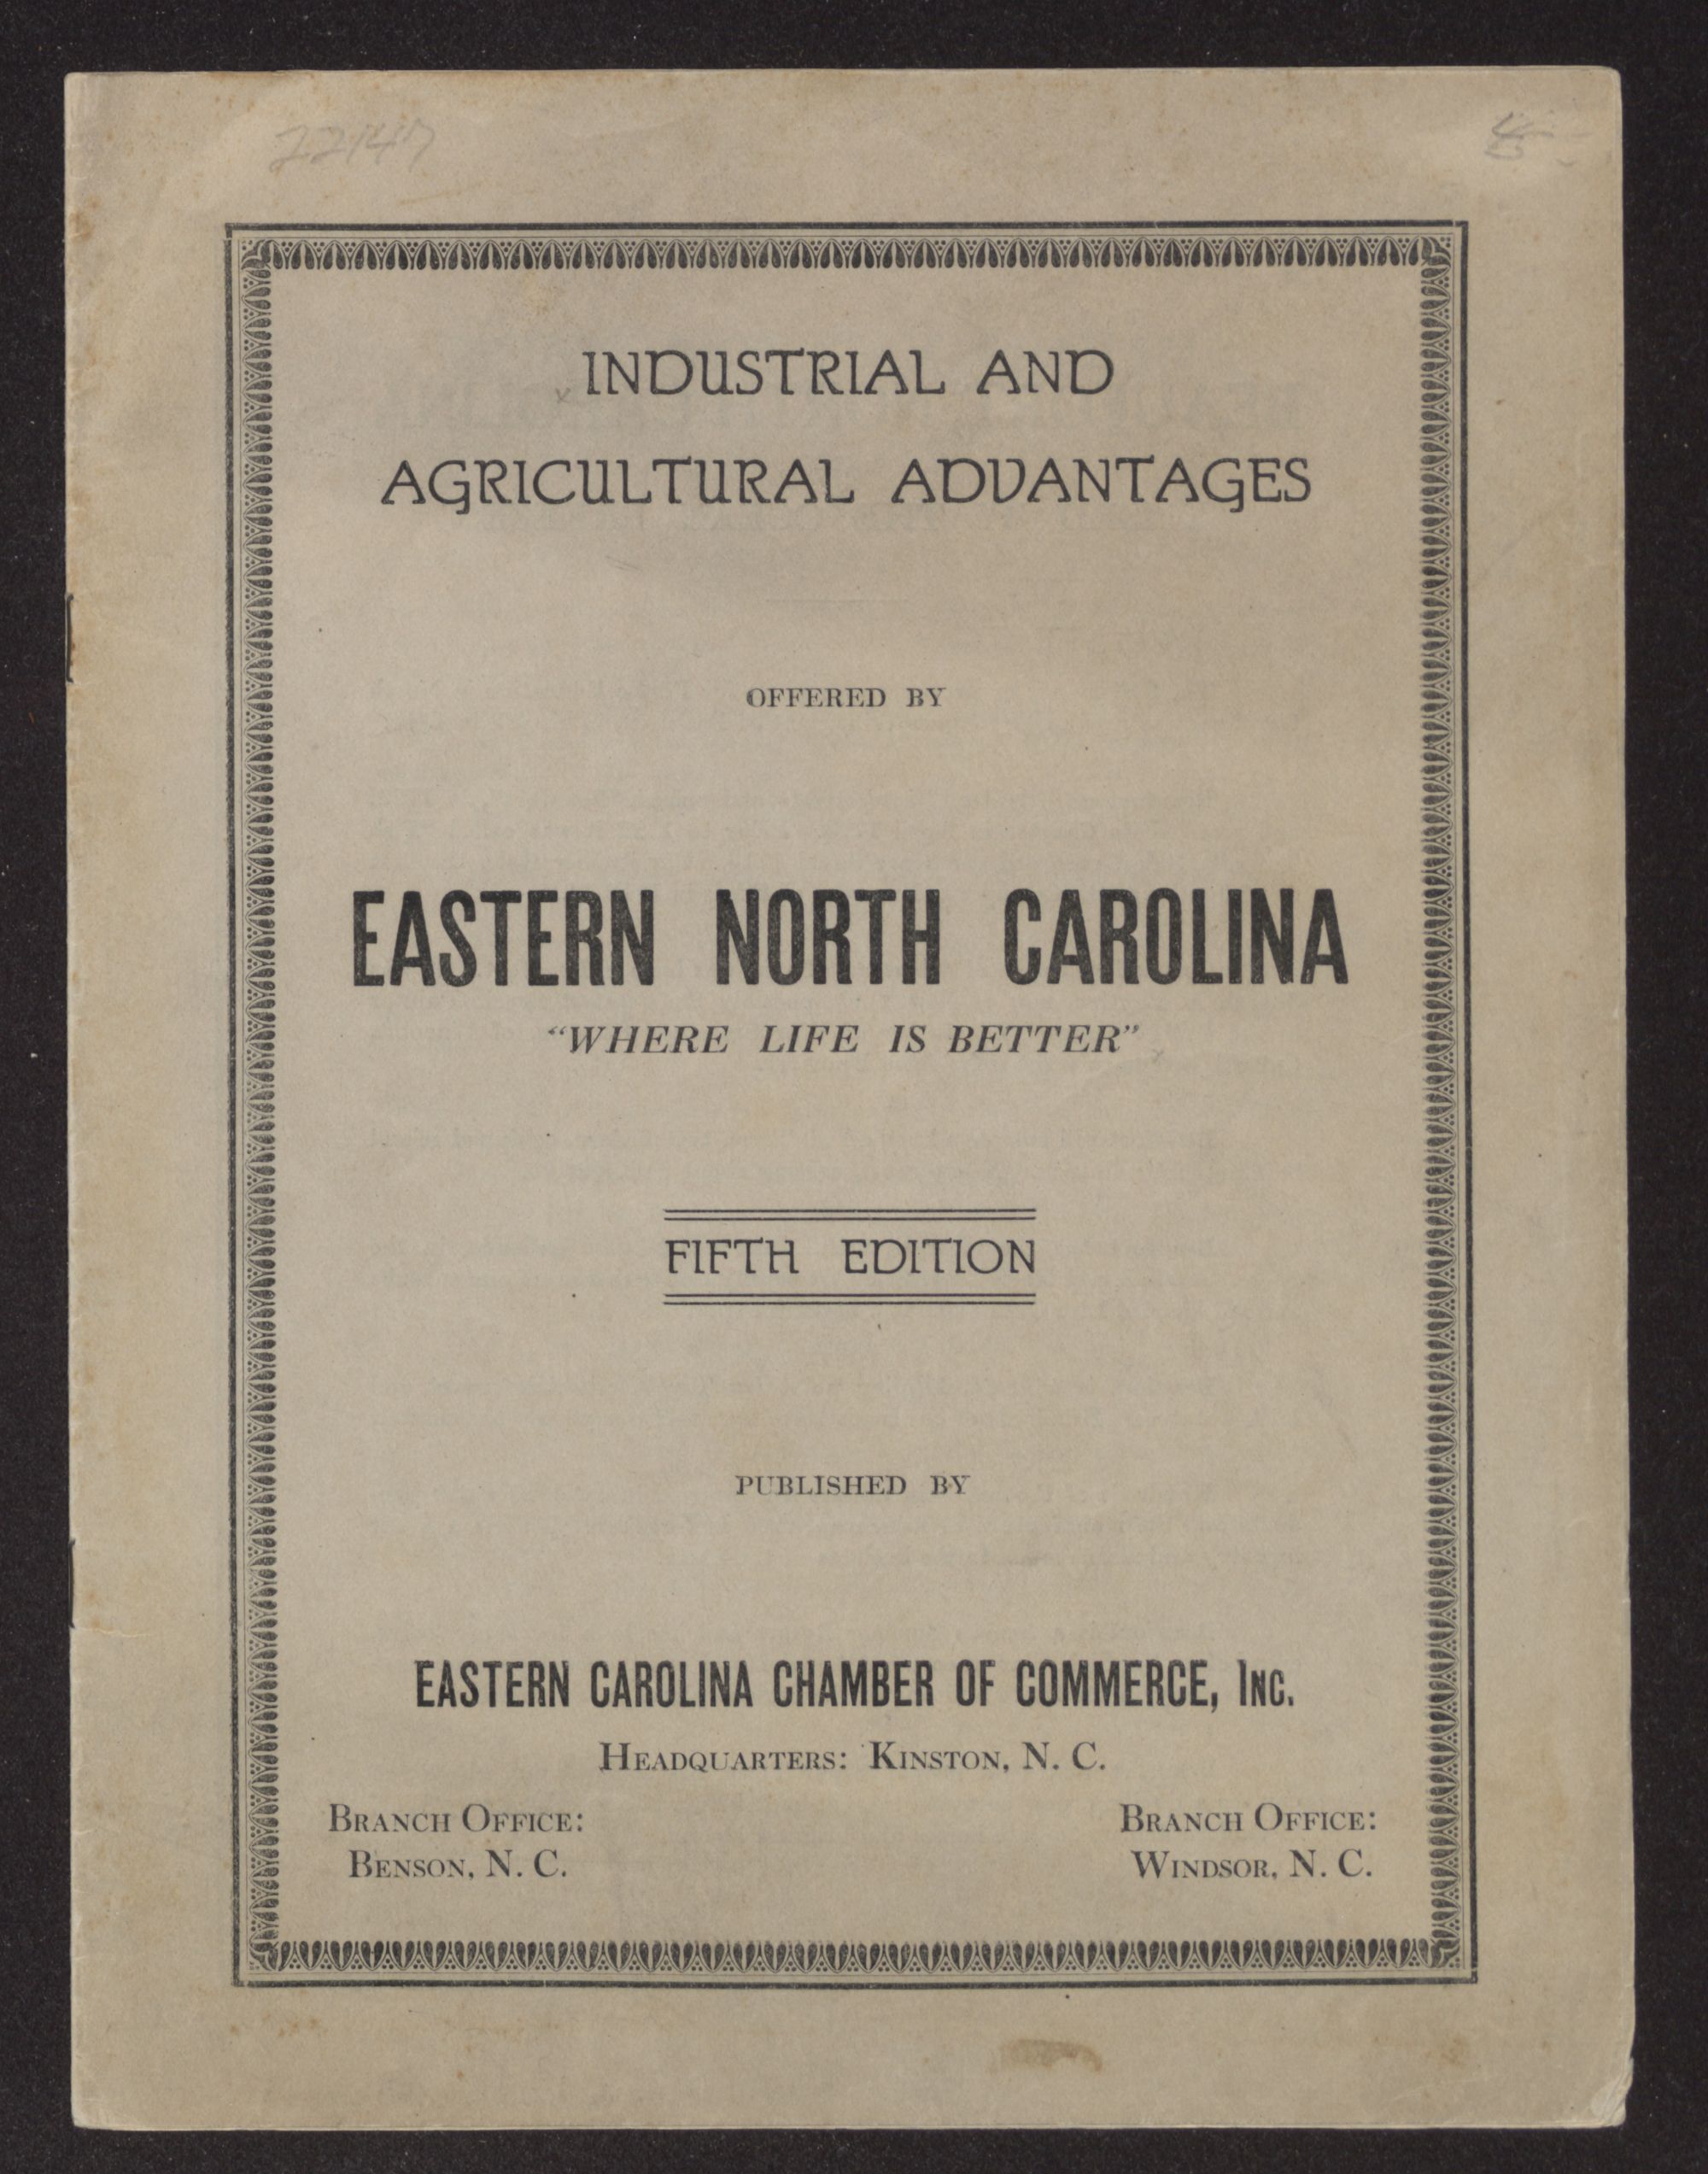 22147
INDUSTRIAL AND
AGRICULTURAL ADVANTAGES
OFFERED BY
EASTERN NORTH CAROLINA
“WHERE LIFE IS BETTER”
FIFTH EDITION
PUBLISHED BY
EASTERN CAROLINA CHAMBER OF COMMERCE, INC.
HEADQUARTERS: KINSTON, N. C.
BRANCH OFFICE:
BENSON, N. C.
BRANCH OFFICE:
WINDSOR, N. C.